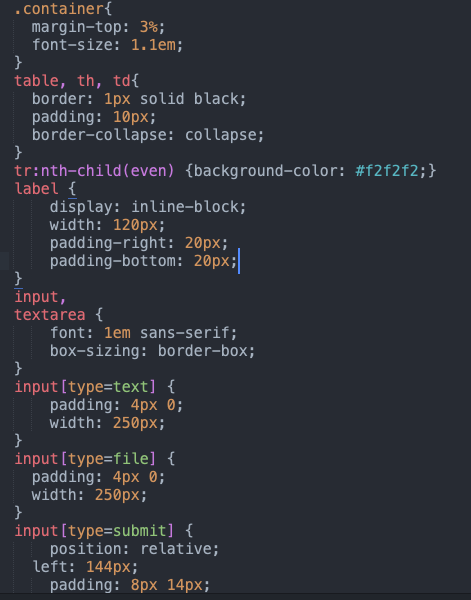 .container{
  margin-top: 3%;
  font-size: 1.1em;
}
table, th, td{
  border: 1px solid black;
  padding: 10px;
  border-collapse: collapse;
}
tr:nth-child(even) {background-color: #f2f2f2;}
label {
    display: inline-block;
    width: 120px;
    padding-right: 20px;
    padding-bottom: 20px;
}
input,
textarea {
    font: 1em sans-serif;
    box-sizing: border-box;
}
input[type=text] {
    padding: 4px 0;
    width: 250px;
}
input[type=file] {
  padding: 4px 0;
  width: 250px;
}
input[type=submit] {
    position: relative;
  left: 144px;
    padding: 8px 14px;